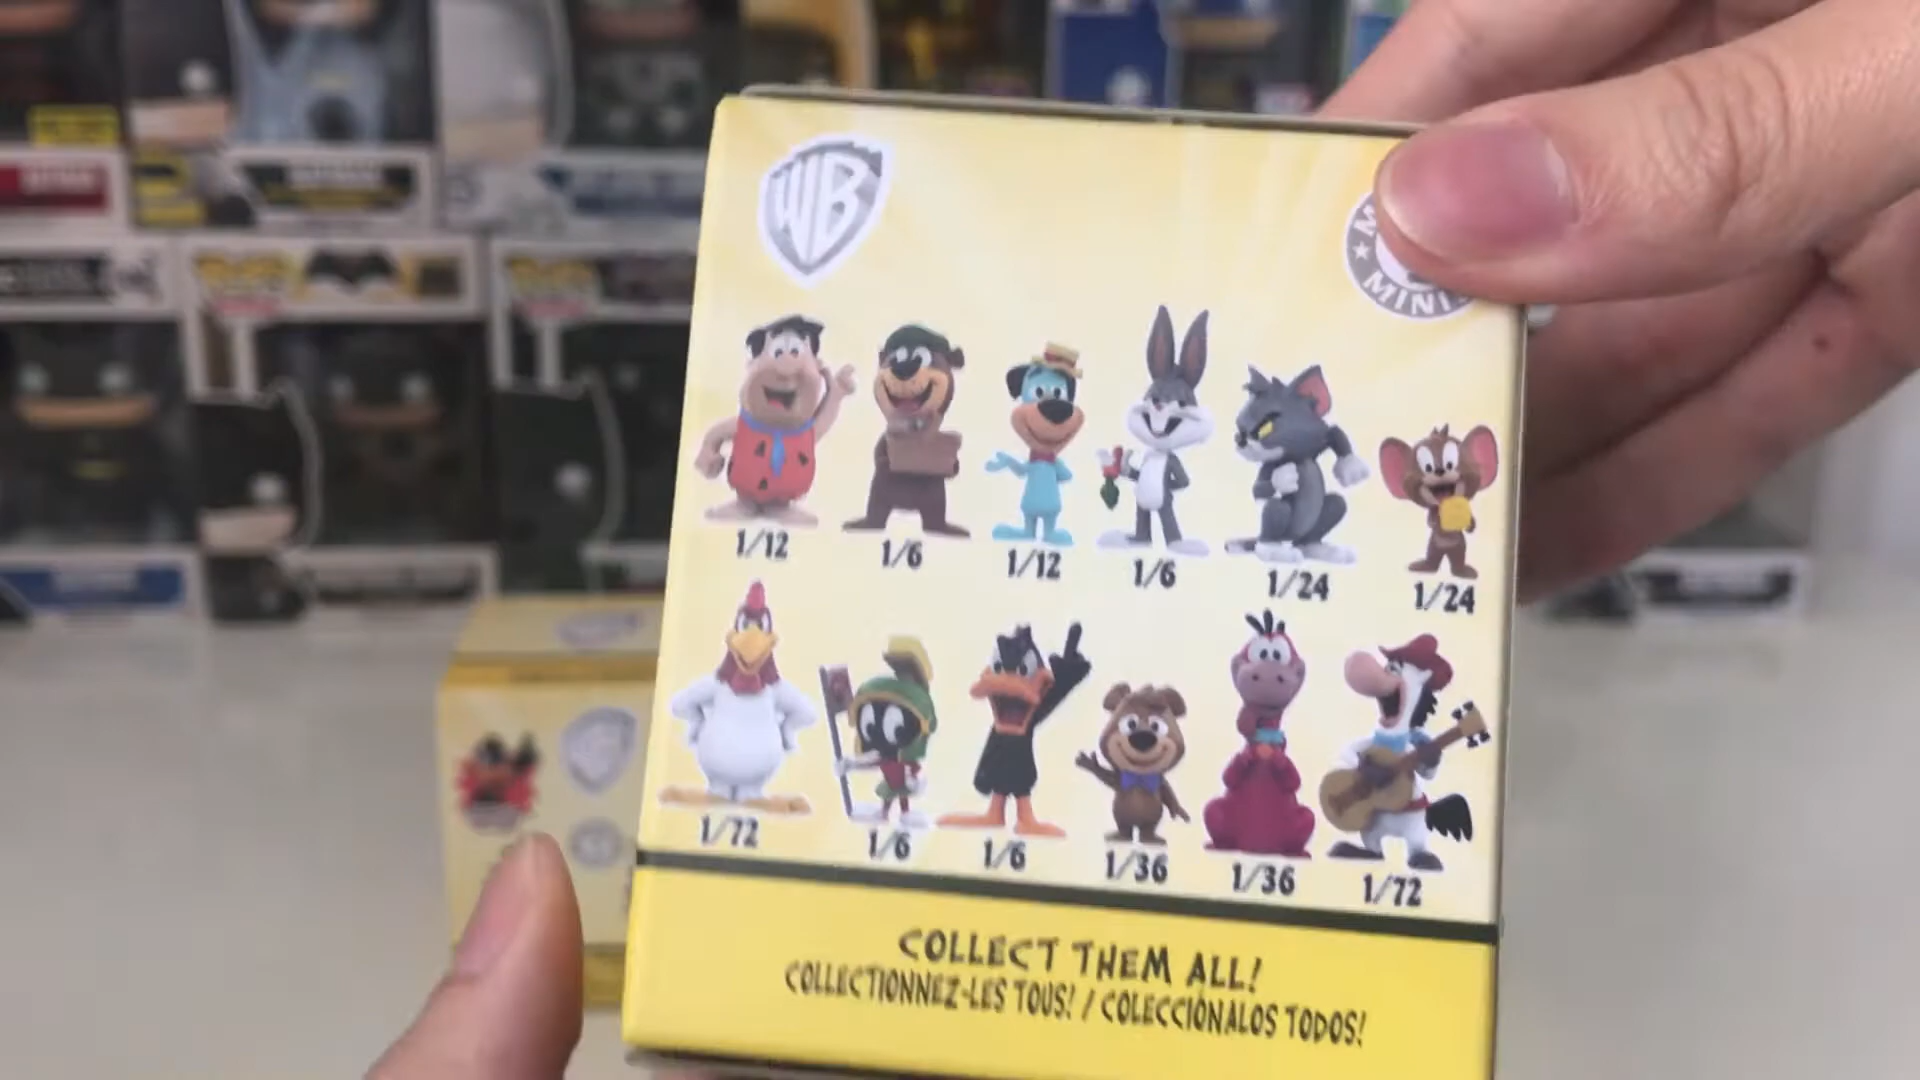 WB
MINIS
1/12 1/6 1/12 1/6 1/24 1/24
1/72 1/6 1/6 1/36 1/36 1/72
COLLECT THEM ALL!
COLLECTIONNEZ-LES TOUS! / COLECCIÓNALOS TODOS!